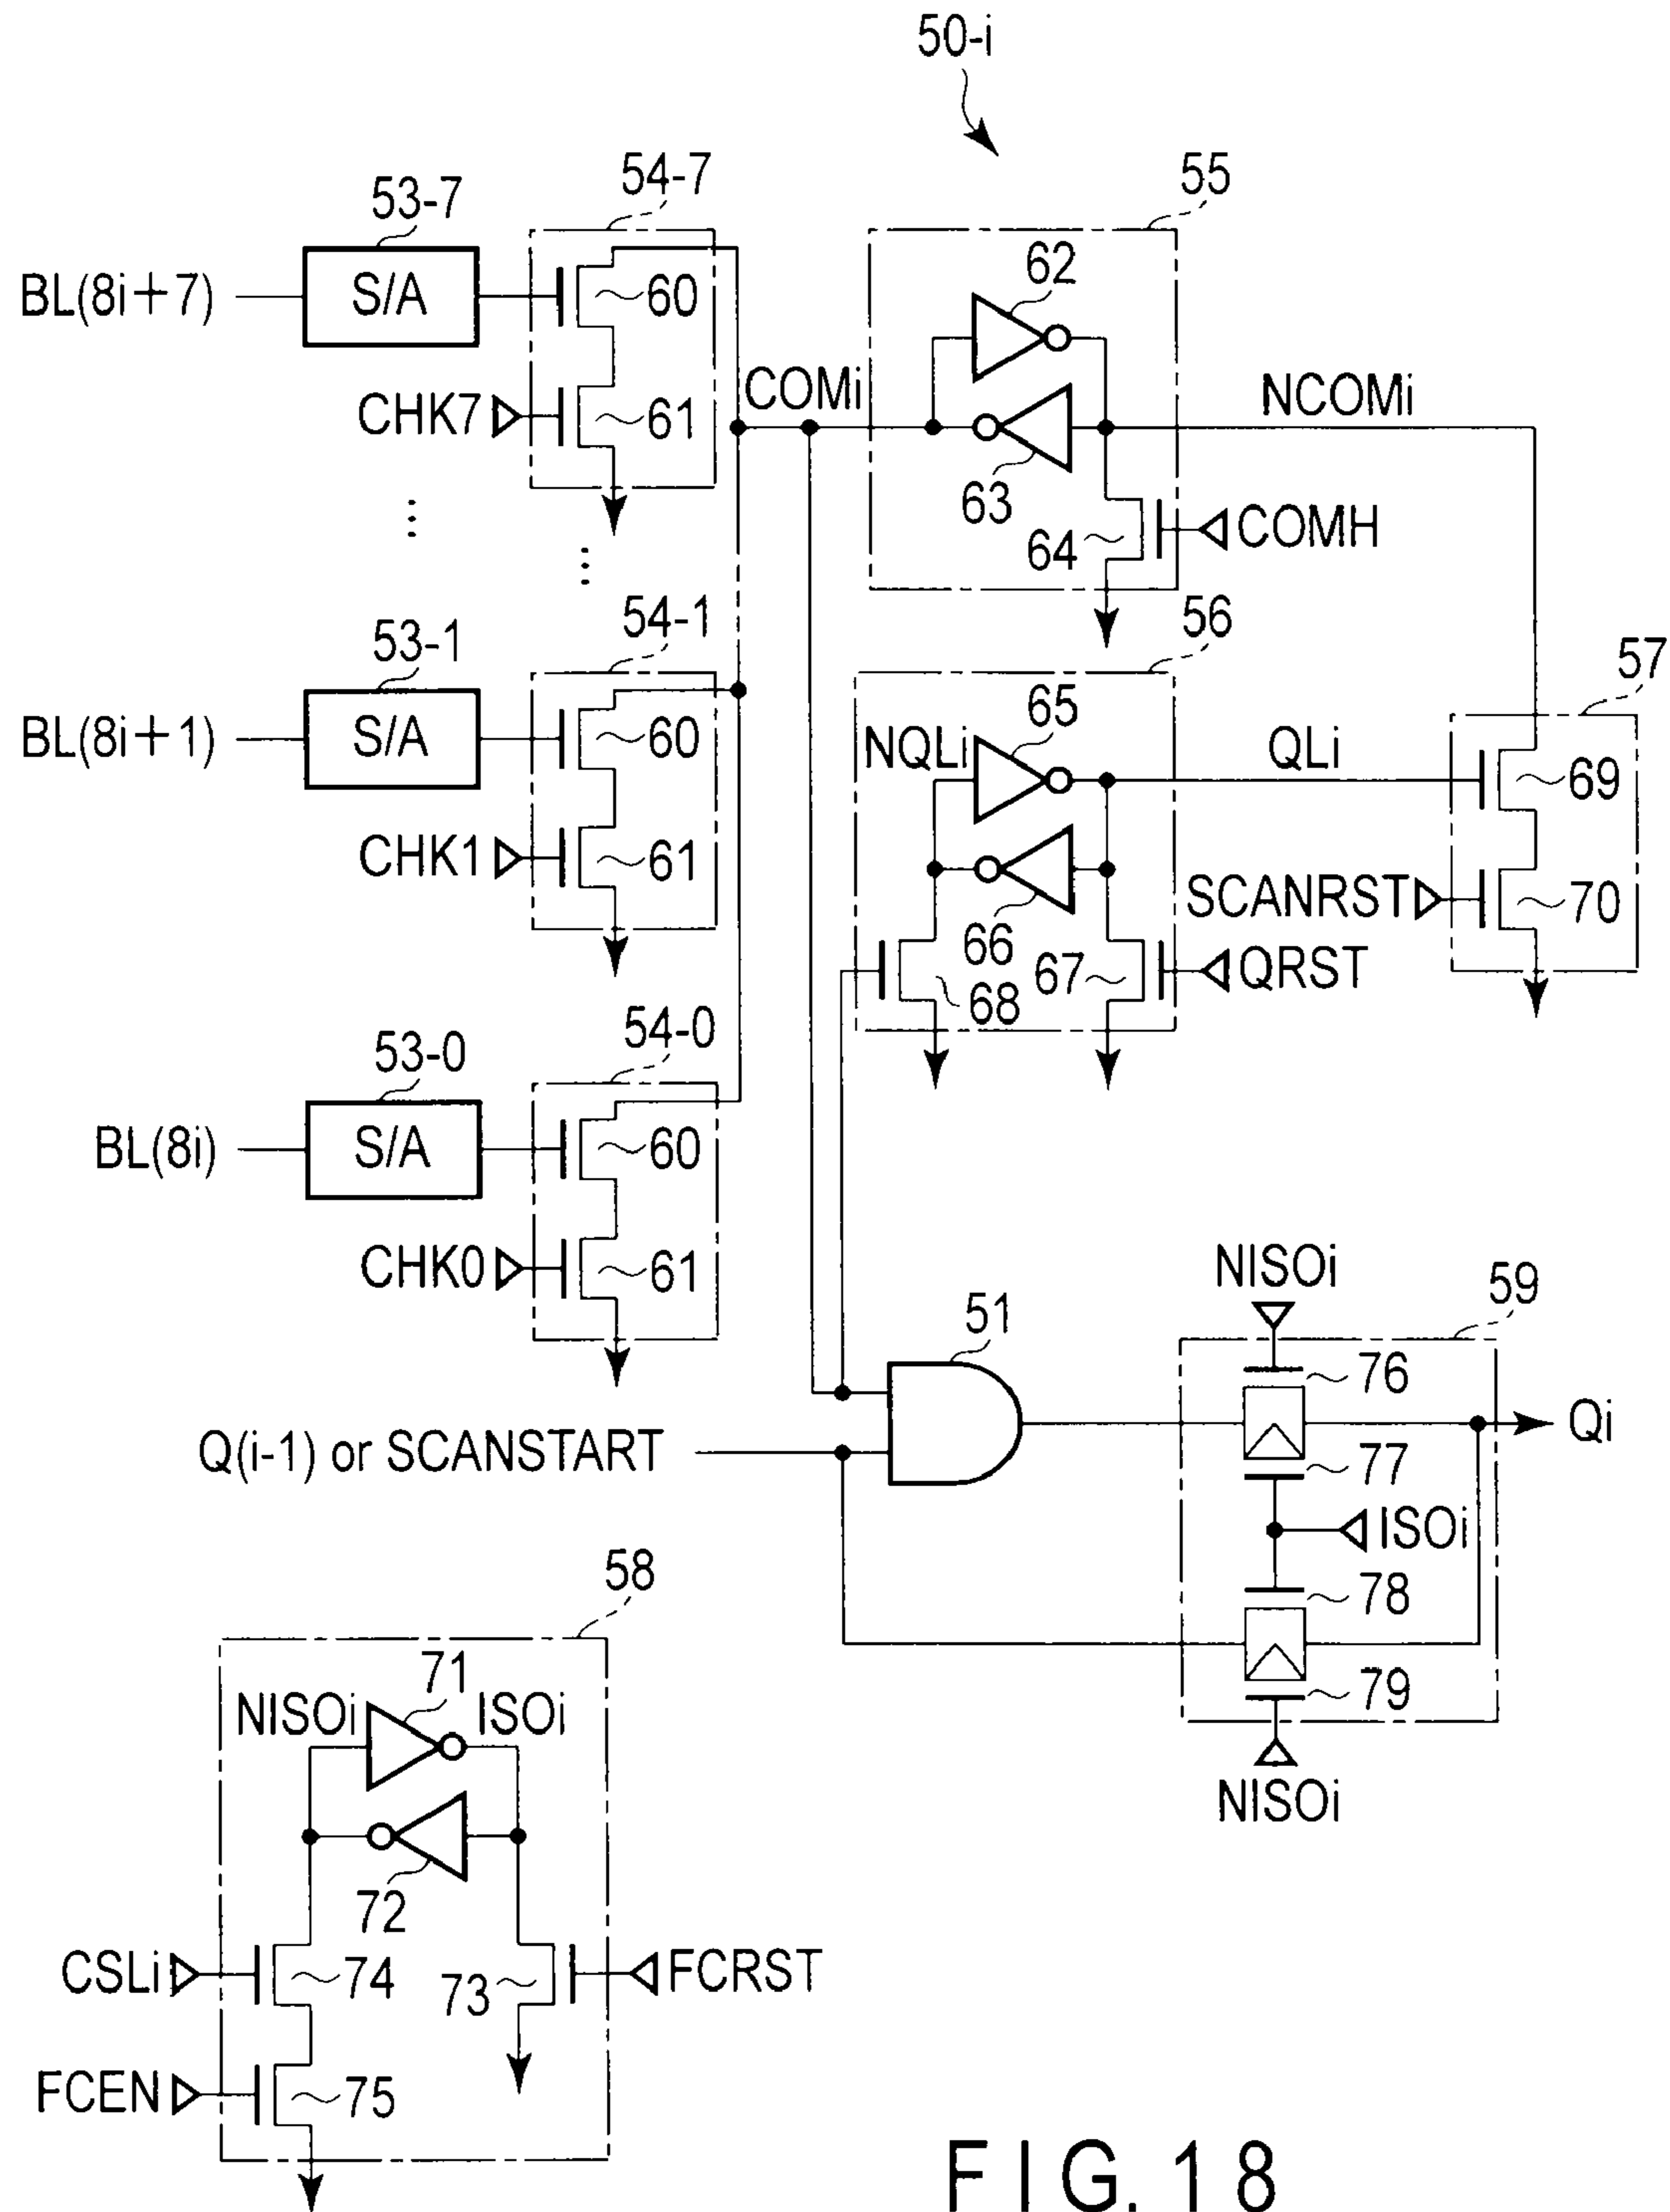 50-i
54-7
55
53-7
62
BL(8i+7)
S/A
60
COMi
NCOMi
CHK7
61
63
...
COMH
64
...
54-1
56
53-1
57
65
BL(8i+1)
S/A
60
NQLi
QLi
69
CHK1
61
SCANRST
70
66
QRST
67
68
54-0
53-0
BL(8i)
S/A
60
NISOi
59
CHK0
61
51
76
Q(i-1) or SCANSTART
Qi
77
ISOi
58
78
71
79
NISOi
ISOi
NISOi
72
CSLi
74
73
FCRST
FCEN
75
FIG. 18